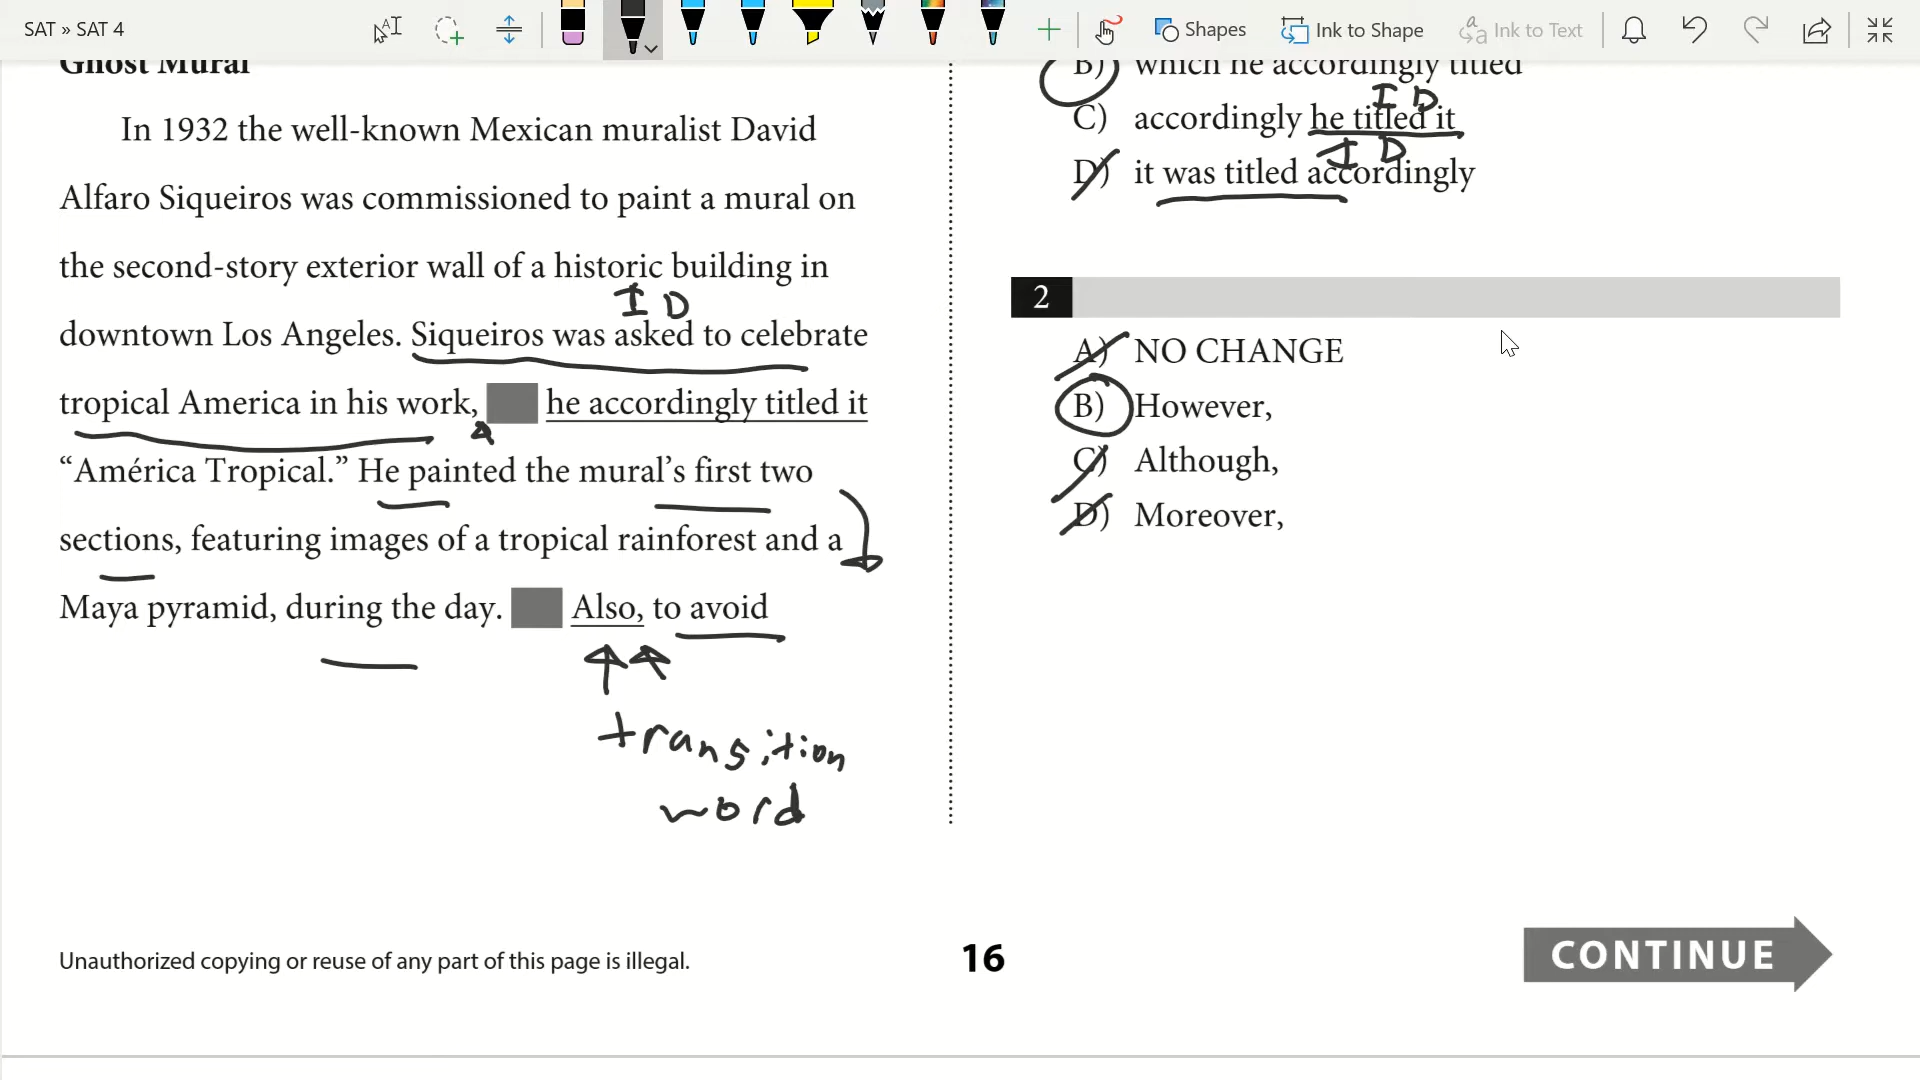 SAT » SAT 4
Shapes
Ink to Shape
Ink to Text
Ghost Mural
In 1932 the well-known Mexican muralist David
Alfaro Siqueiros was commissioned to paint a mural on
the second-story exterior wall of a historic building in
I D
downtown Los Angeles. Siqueiros was asked to celebrate
tropical America in his work, he accordingly titled it
“América Tropical.” He painted the mural’s first two
sections, featuring images of a tropical rainforest and a
Maya pyramid, during the day. Also, to avoid
transition
word
B) which he accordingly titled
I D
C) accordingly he titled it
I D
D) it was titled accordingly
2
A) NO CHANGE
B) However,
C) Although,
D) Moreover,
Unauthorized copying or reuse of any part of this page is illegal.
16
CONTINUE